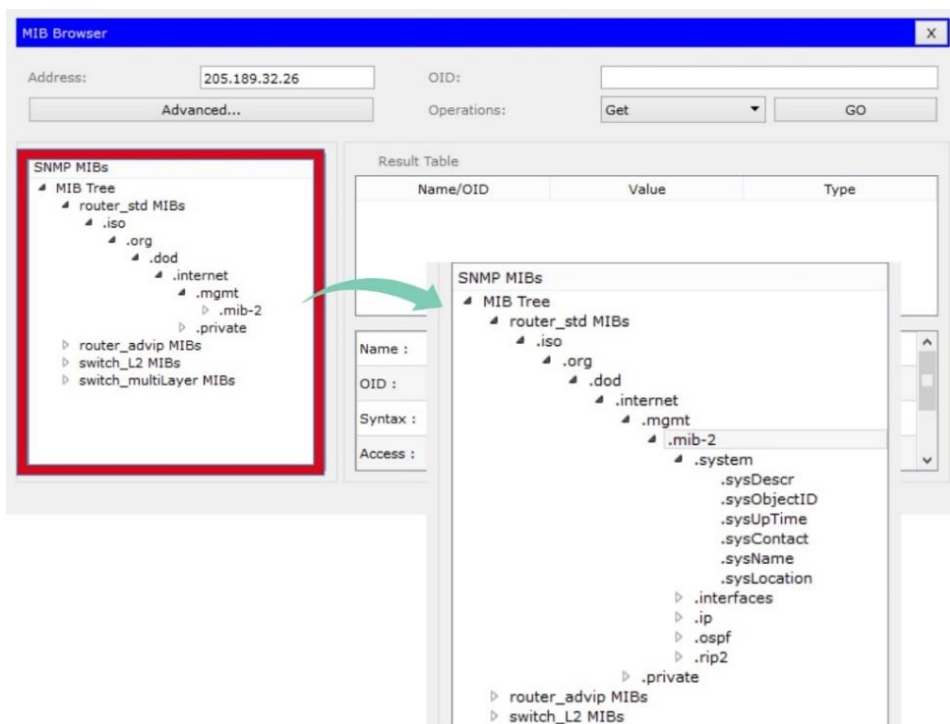 MIB Browser X
Address: 205.189.32.26 OID:
Advanced... Operations: Get GO
SNMP MIBs
MIB Tree
router_std MIBs
.iso
.org
.dod
.internet
.mgmt
.mib-2
.private
router_advip MIBs
switch_L2 MIBs
switch_multiLayer MIBs
Result Table
Name/OID Value Type
Name :
OID :
Syntax :
Access :
SNMP MIBs
MIB Tree
router_std MIBs
.iso
.org
.dod
.internet
.mgmt
.mib-2
.system
.sysDescr
.sysObjectID
.sysUpTime
.sysContact
.sysName
.sysLocation
.interfaces
.ip
.ospf
.rip2
.private
router_advip MIBs
switch_L2 MIBs